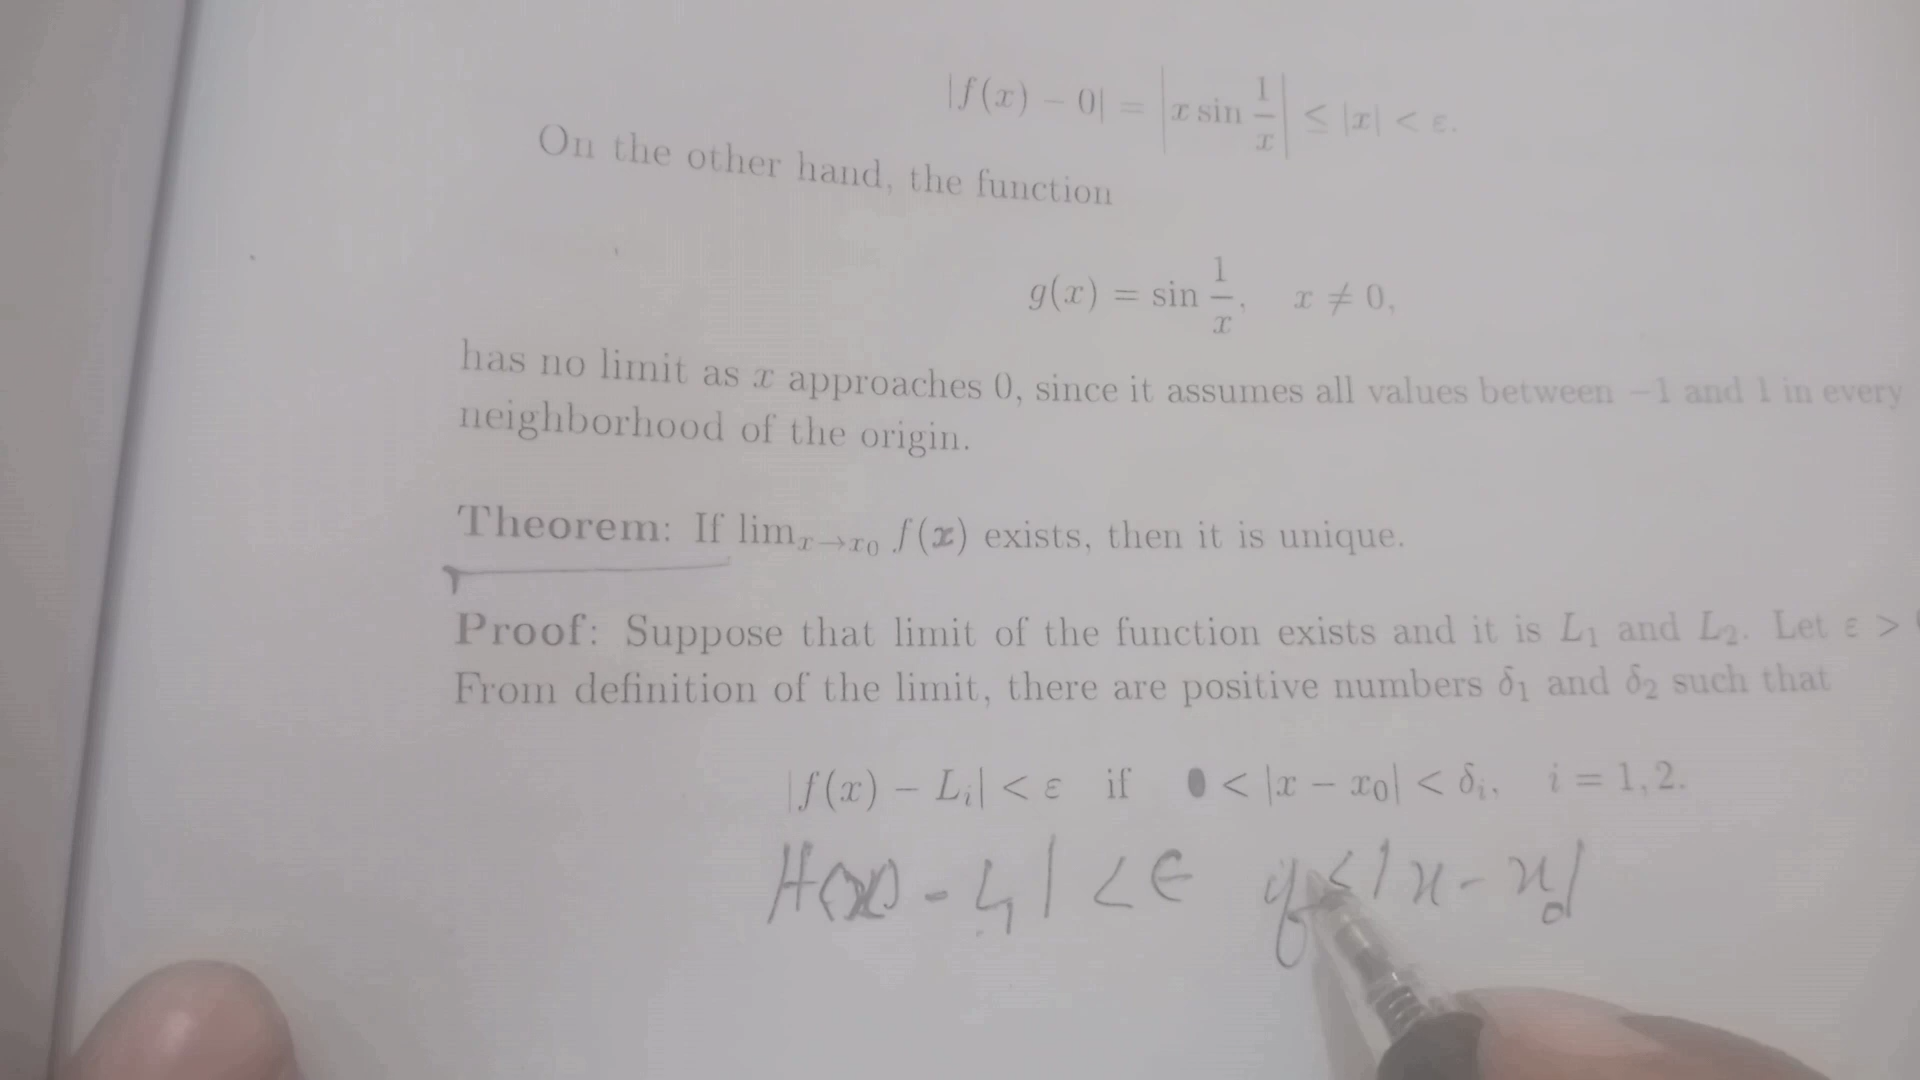 |f(x) − 0| = |x sin 1/x| ≤ |x| < ε.
On the other hand, the function
g(x) = sin 1/x, x ≠ 0,
has no limit as x approaches 0, since it assumes all values between −1 and 1 in every
neighborhood of the origin.
Theorem: If lim x→x0 f(x) exists, then it is unique.
Proof: Suppose that limit of the function exists and it is L1 and L2. Let ε >
From definition of the limit, there are positive numbers δ1 and δ2 such that
|f(x) − Li| < ε if 0 < |x − x0| < δi, i = 1, 2.
|f(x) - L1| < ε < |x - x0|